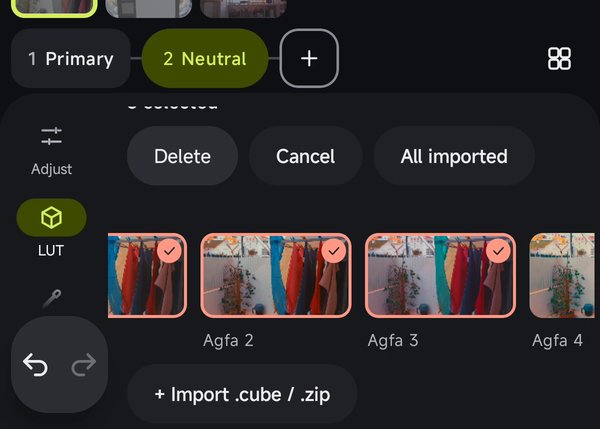 1 Primary
2 Neutral
+
selected
Delete
Cancel
All imported
Adjust
LUT
Agfa 2
Agfa 3
Agfa 4
+ Import .cube / .zip